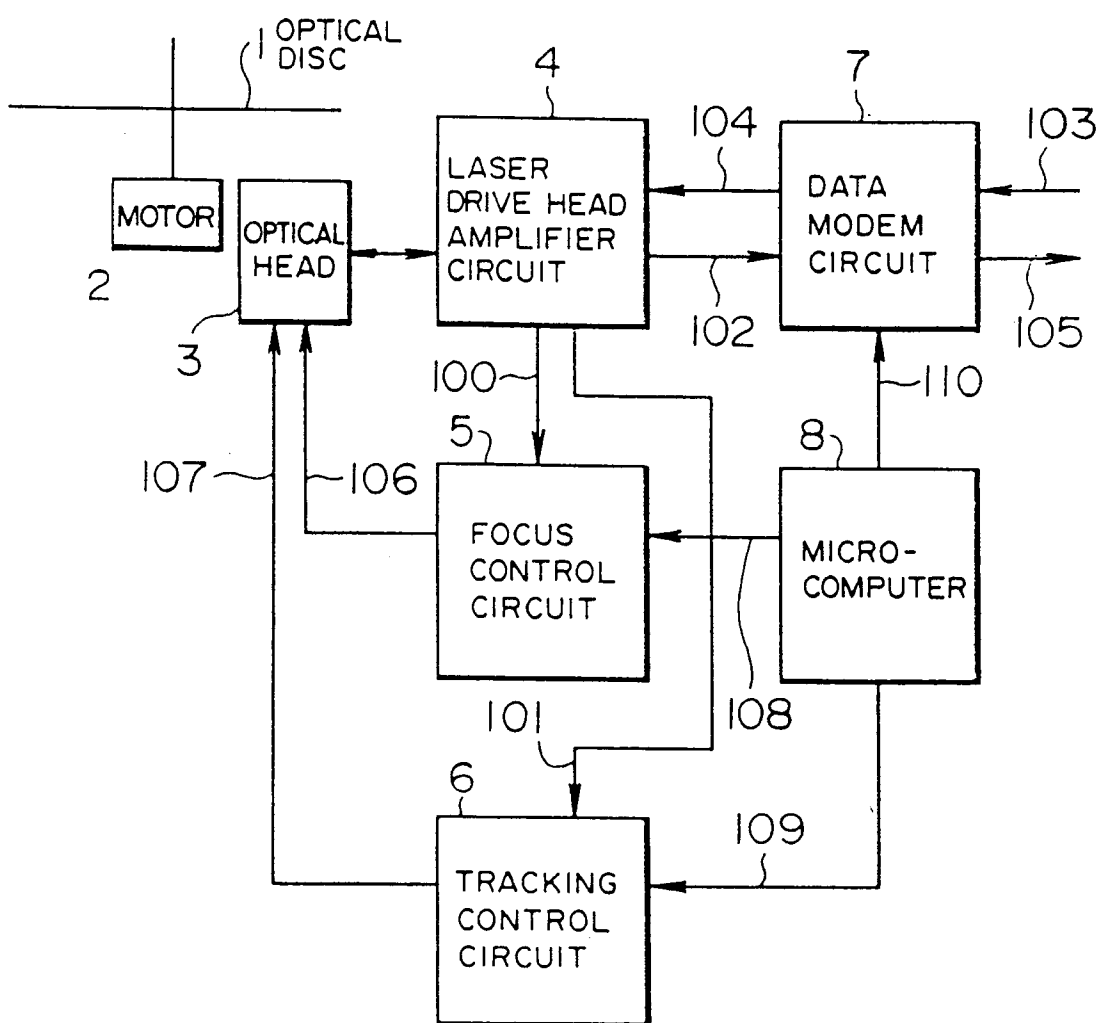 1 OPTICAL
DISC
4
7
104
103
LASER
DRIVE HEAD
AMPLIFIER
CIRCUIT
DATA
MODEM
CIRCUIT
MOTOR
OPTICAL
HEAD
2
3
102
105
100
110
5
8
107
106
FOCUS
CONTROL
CIRCUIT
MICRO-
COMPUTER
101
108
6
109
TRACKING
CONTROL
CIRCUIT